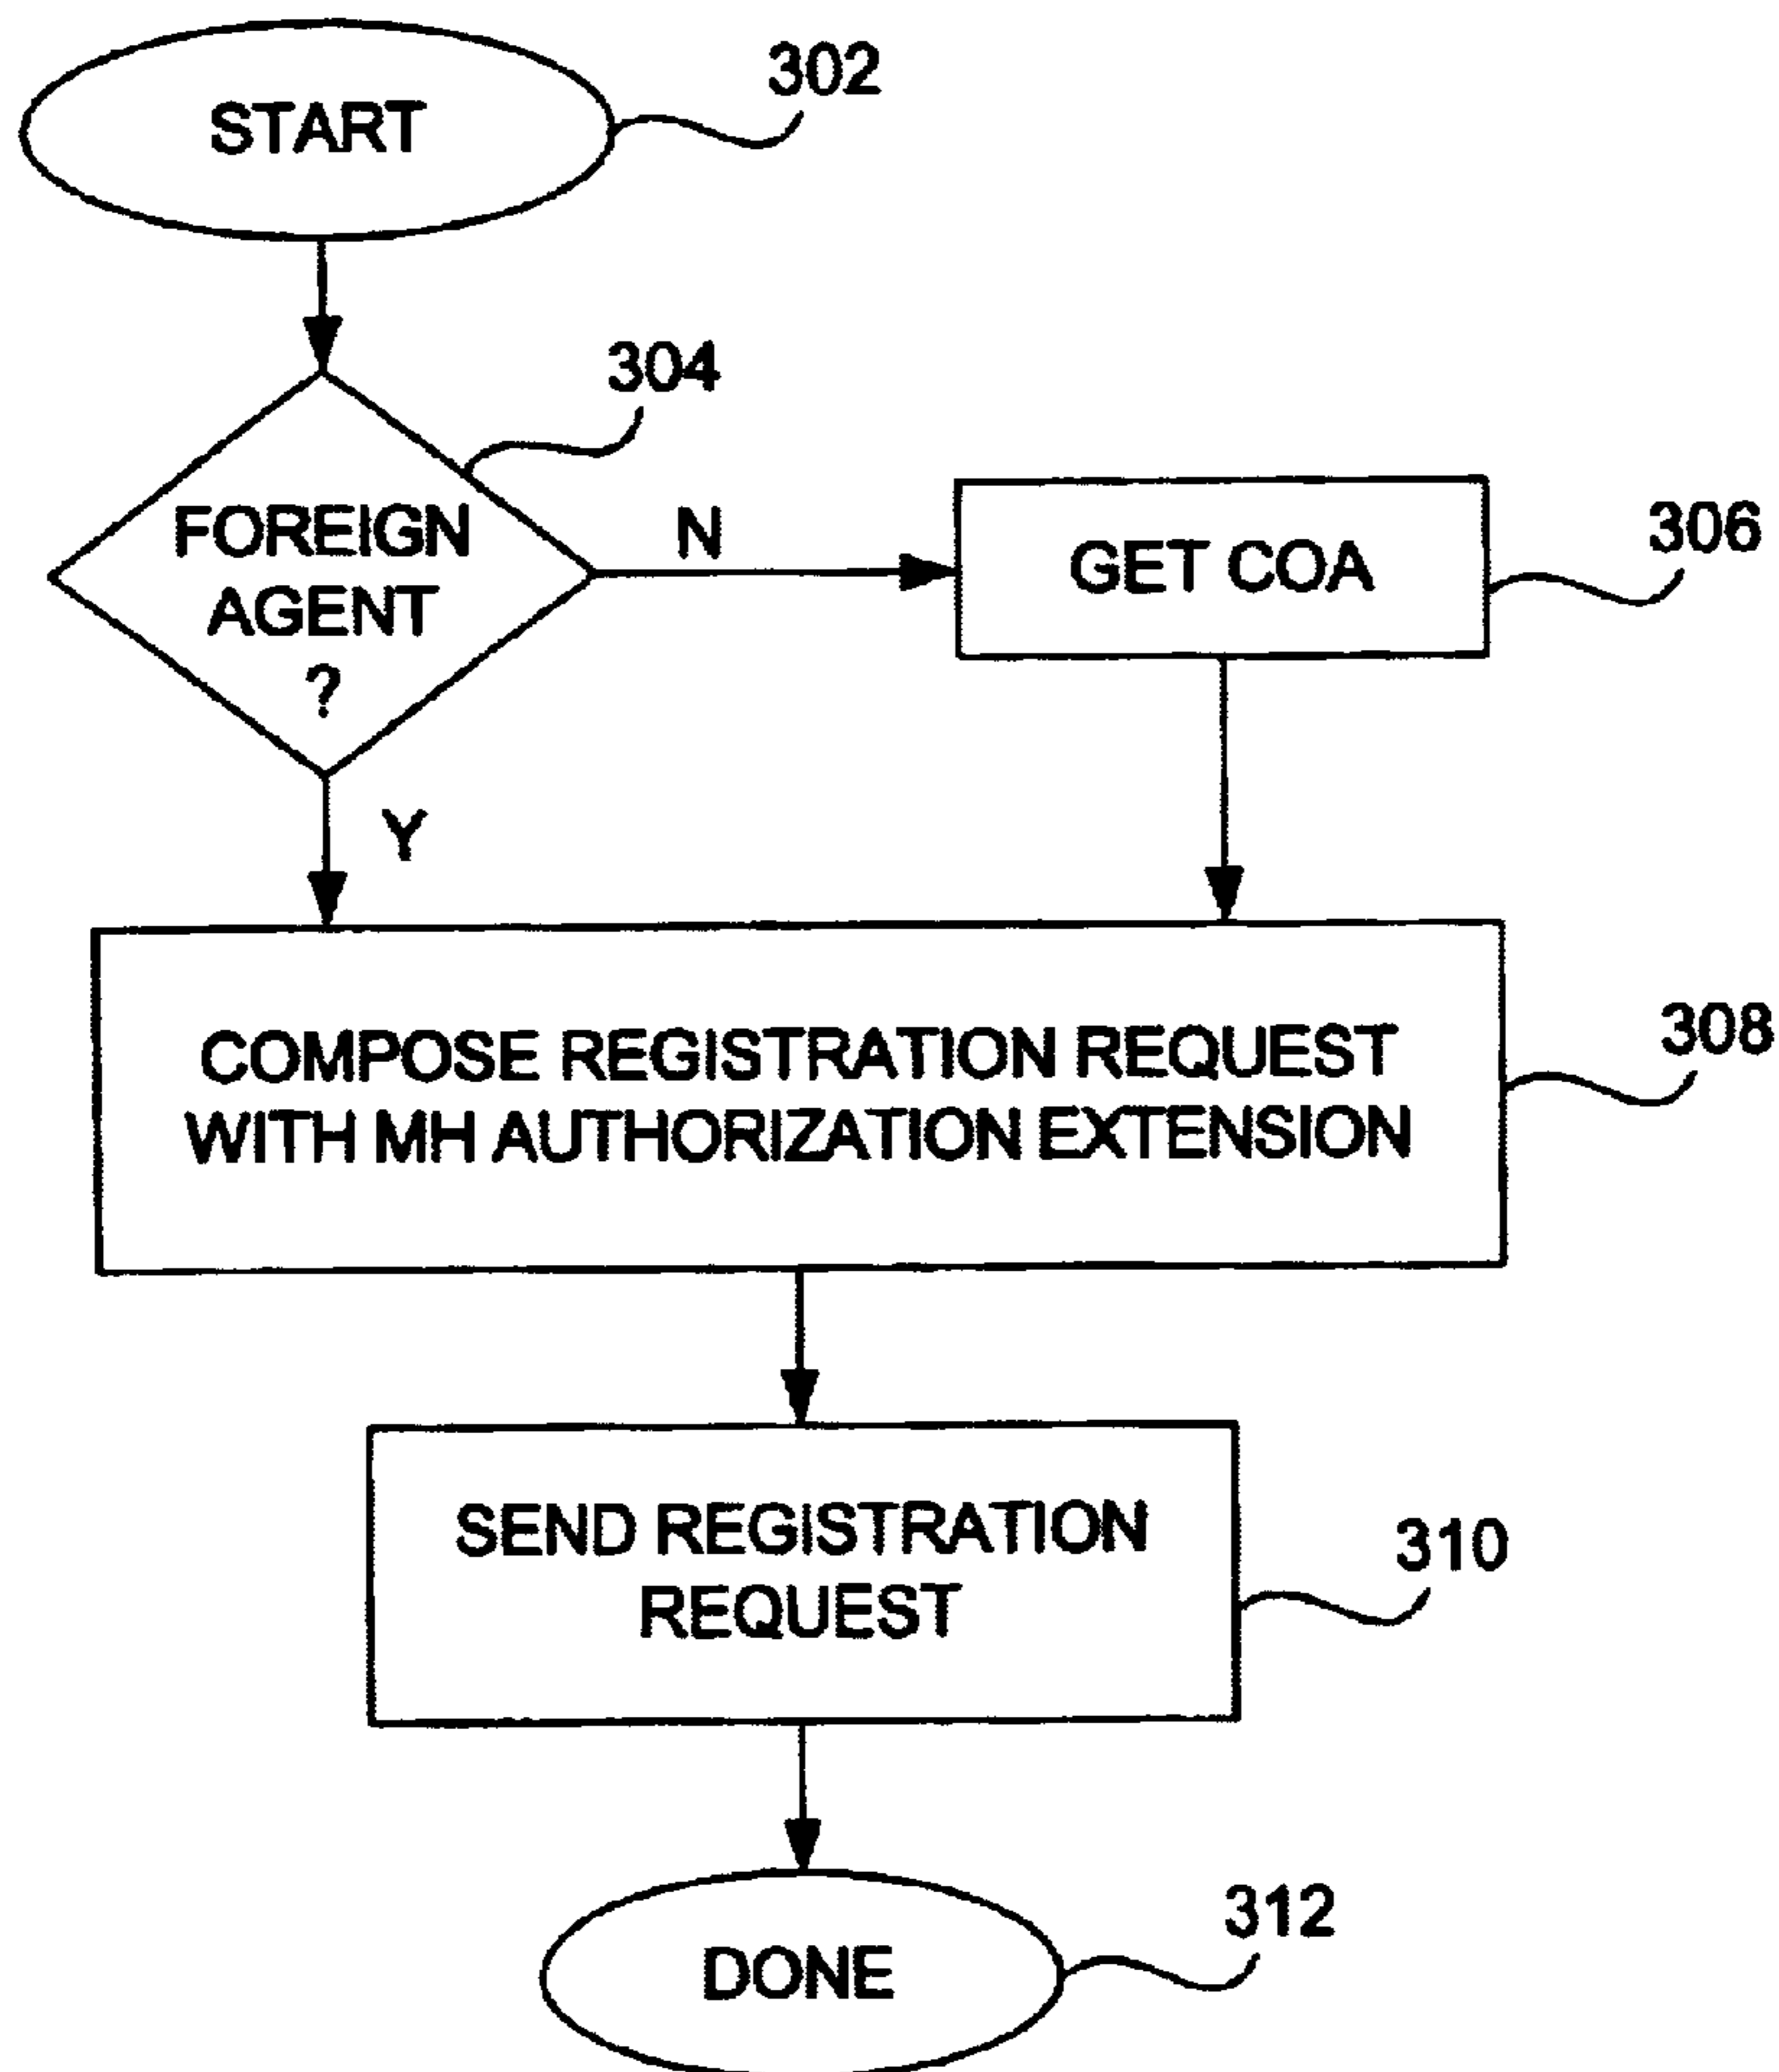 START
302
304
FOREIGN
AGENT
?
N
GET COA
306
Y
COMPOSE REGISTRATION REQUEST
WITH MH AUTHORIZATION EXTENSION
308
SEND REGISTRATION
REQUEST
310
DONE
312